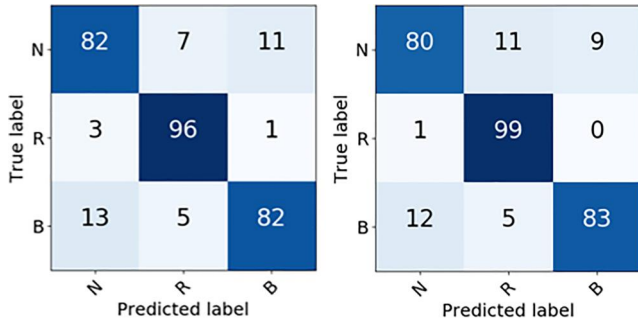 N 82 7 11
R 3 96 1
B 13 5 82
N R B
True label
Predicted label
N 80 11 9
R 1 99 0
B 12 5 83
N R B
True label
Predicted label